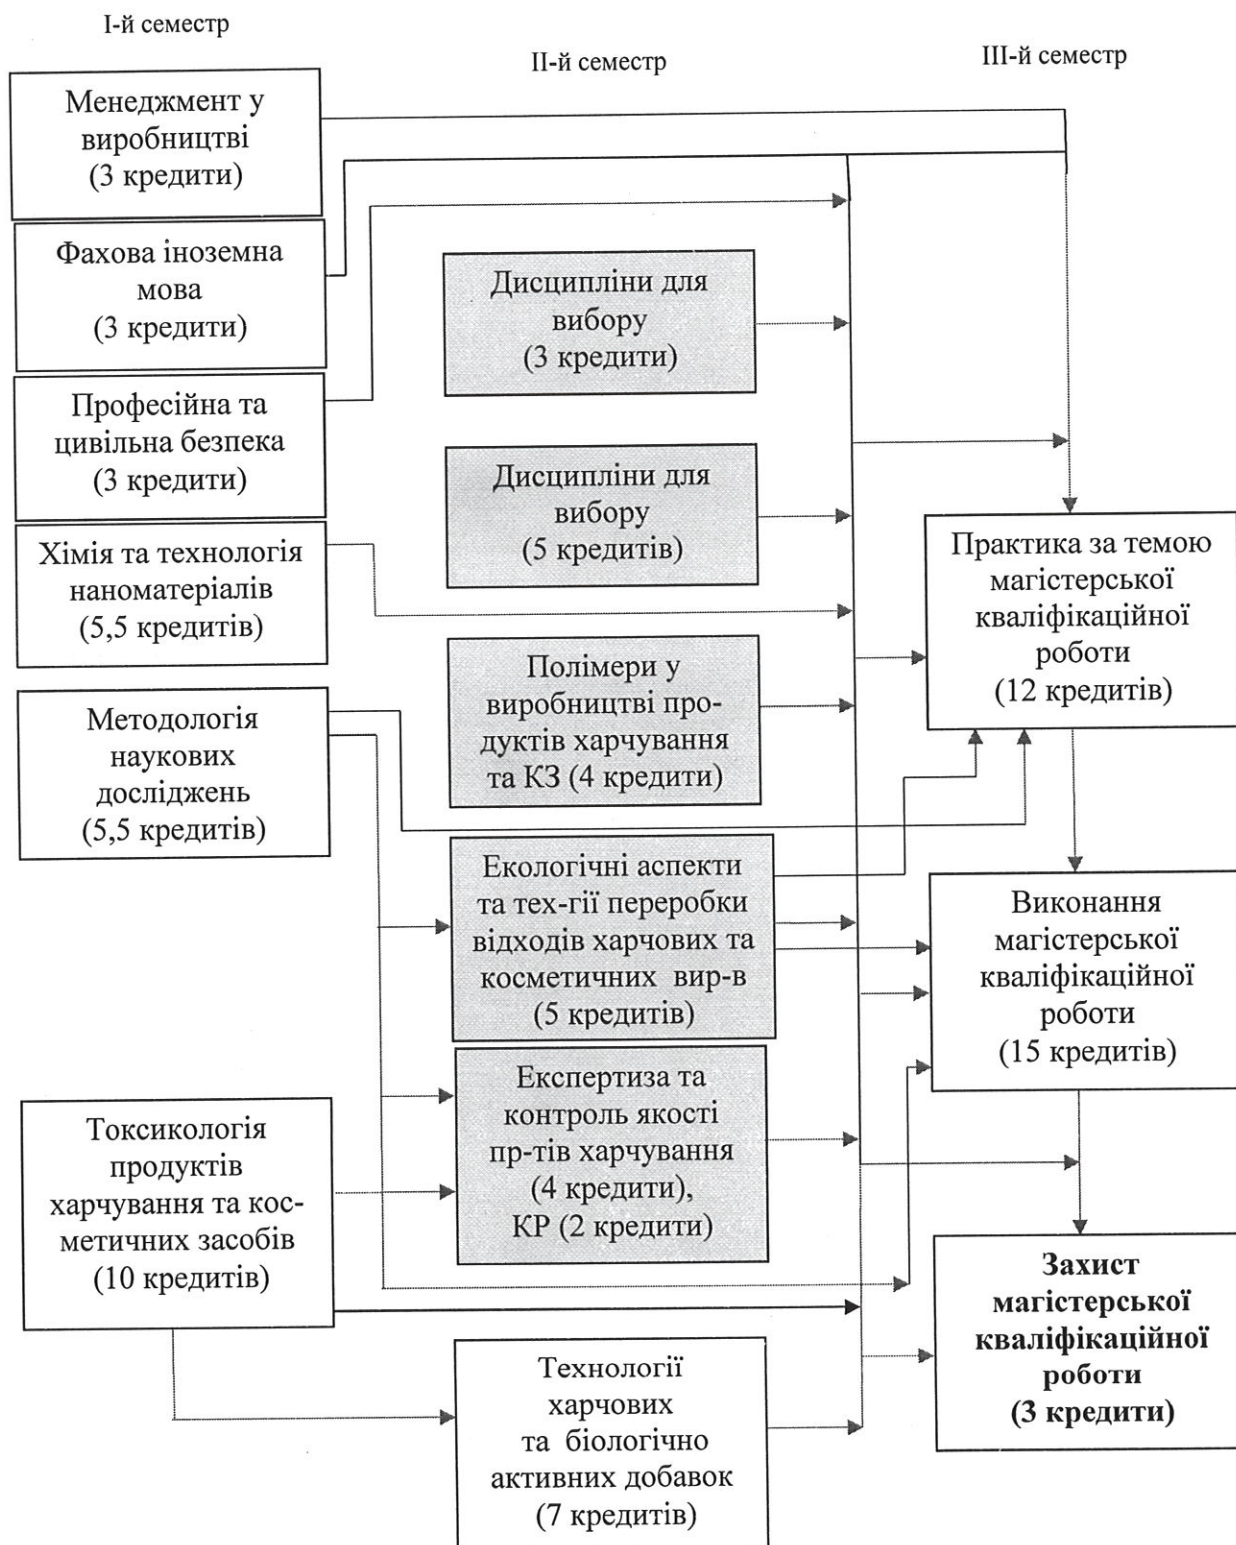 І-й семестр
ІІ-й семестр
ІІІ-й семестр
Менеджмент у
виробництві
(3 кредити)
Фахова іноземна
мова
(3 кредити)
Професійна та
цивільна безпека
(3 кредити)
Хімія та технологія
наноматеріалів
(5,5 кредитів)
Методологія
наукових
досліджень
(5,5 кредитів)
Токсикологія
продуктів
харчування та кос-
метичних засобів
(10 кредитів)
Дисципліни для
вибору
(3 кредити)
Дисципліни для
вибору
(5 кредитів)
Полімери у
виробництві про-
дуктів харчування
та КЗ (4 кредити)
Екологічні аспекти
та тех-гії переробки
відходів харчових та
косметичних вир-в
(5 кредитів)
Експертиза та
контроль якості
пр-тів харчування
(4 кредити),
КР (2 кредити)
Технології
харчових
та біологічно
активних добавок
(7 кредитів)
Практика за темою
магістерської
кваліфікаційної
роботи
(12 кредитів)
Виконання
магістерської
кваліфікаційної
роботи
(15 кредитів)
Захист
магістерської
кваліфікаційної
роботи
(3 кредити)